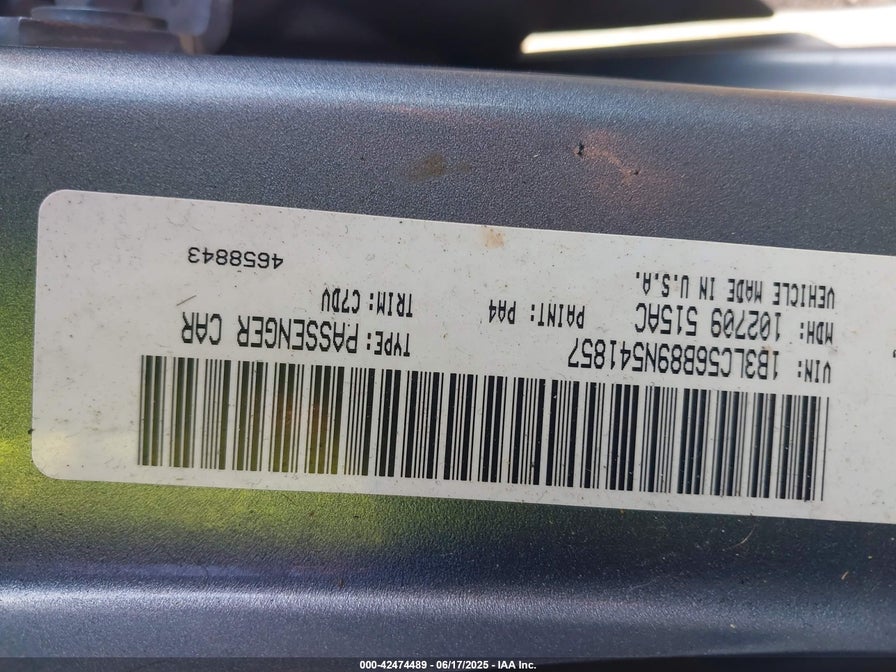 VIN: 1B3LC56B89N541857 TYPE: PASSENGER CAR
MDH: 102709 515AC PAINT: PA4 TRIM: C7DV
VEHICLE MADE IN U.S.A. 4658843
000-42474489 - 06/17/2025 - IAA Inc.